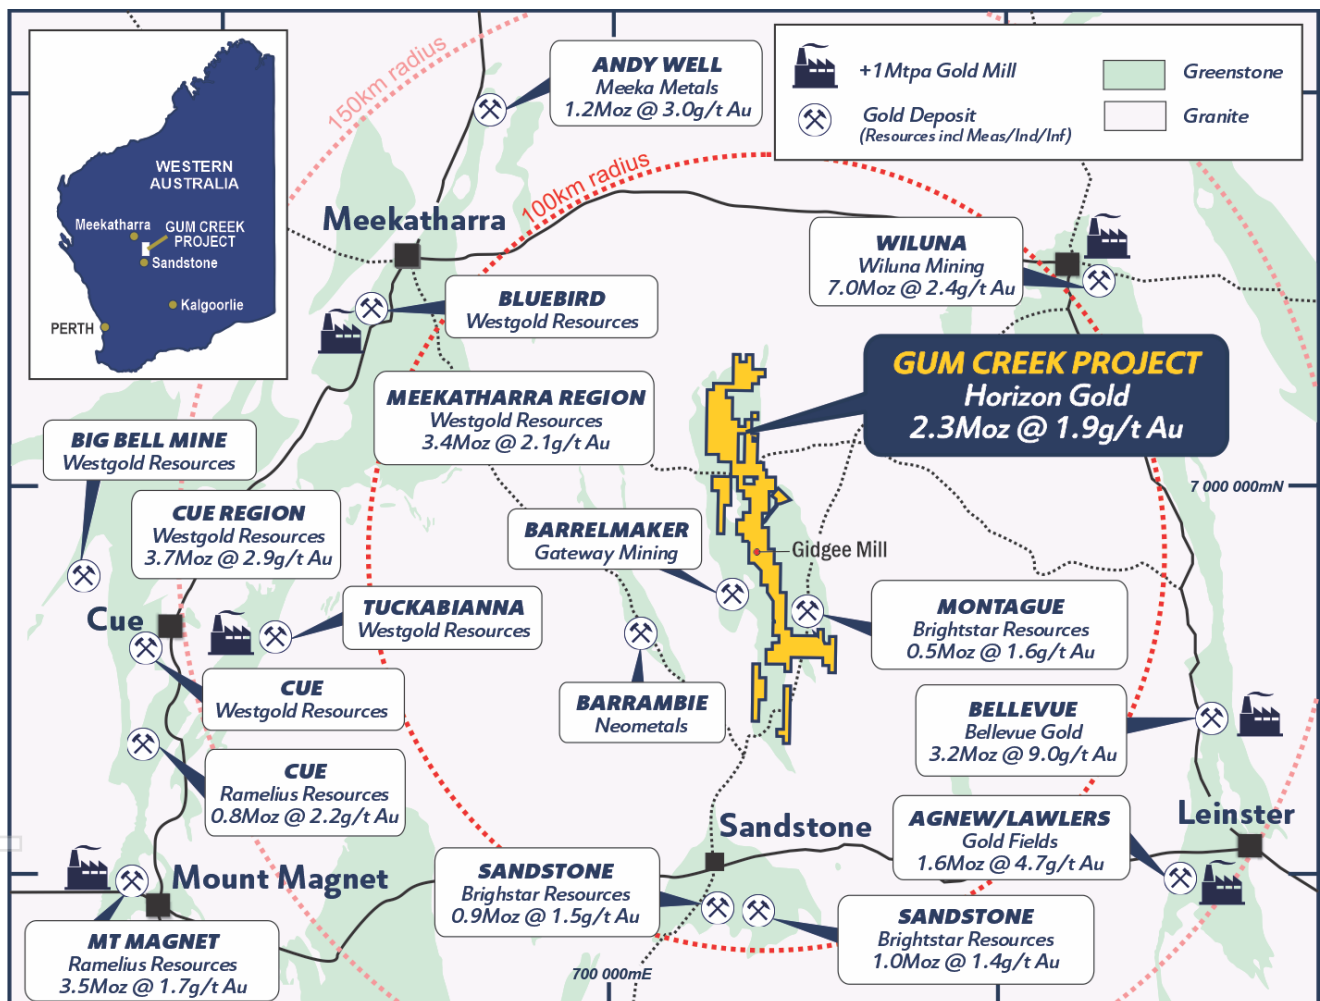 150km radius
ANDY WELL
Meeka Metals
1.2Moz @ 3.0g/t Au
+1Mtpa Gold Mill
Gold Deposit
(Resources incl Meas/Ind/Inf)
Greenstone
Granite
WESTERN
AUSTRALIA
Meekatharra
GUM CREEK
PROJECT
Sandstone
Kalgoorlie
PERTH
100km radius
Meekatharra
WILUNA
Wiluna Mining
7.0Moz @ 2.4g/t Au
BLUEBIRD
Westgold Resources
GUM CREEK PROJECT
Horizon Gold
2.3Moz @ 1.9g/t Au
MEEKATHARRA REGION
Westgold Resources
3.4Moz @ 2.1g/t Au
BIG BELL MINE
Westgold Resources
7 000 000mN
CUE REGION
Westgold Resources
3.7Moz @ 2.9g/t Au
BARRELMAKER
Gateway Mining
Gidgee Mill
Cue
TUCKABIANNA
Westgold Resources
MONTAGUE
Brightstar Resources
0.5Moz @ 1.6g/t Au
CUE
Westgold Resources
BARRAMBIE
Neometals
BELLEVUE
Bellevue Gold
3.2Moz @ 9.0g/t Au
CUE
Ramelius Resources
0.8Moz @ 2.2g/t Au
Sandstone
AGNEW/LAWLERS
Gold Fields
1.6Moz @ 4.7g/t Au
Leinster
Mount Magnet
SANDSTONE
Brighstar Resources
0.9Moz @ 1.5g/t Au
SANDSTONE
Brightstar Resources
1.0Moz @ 1.4g/t Au
MT MAGNET
Ramelius Resources
3.5Moz @ 1.7g/t Au
700 000mE